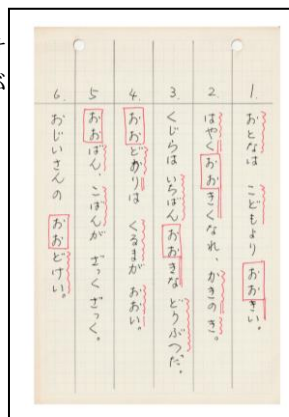 1. おとなは こどもより おおきい。
2. はやく おおきくなれ、かきのき。
3. くじらは いちばん おおきな どうぶつだ。
4. おおどおりは くるまが おおい。
5 おおばん、こばんが ざっくざっく。
6. おじいさんの おおどけい。